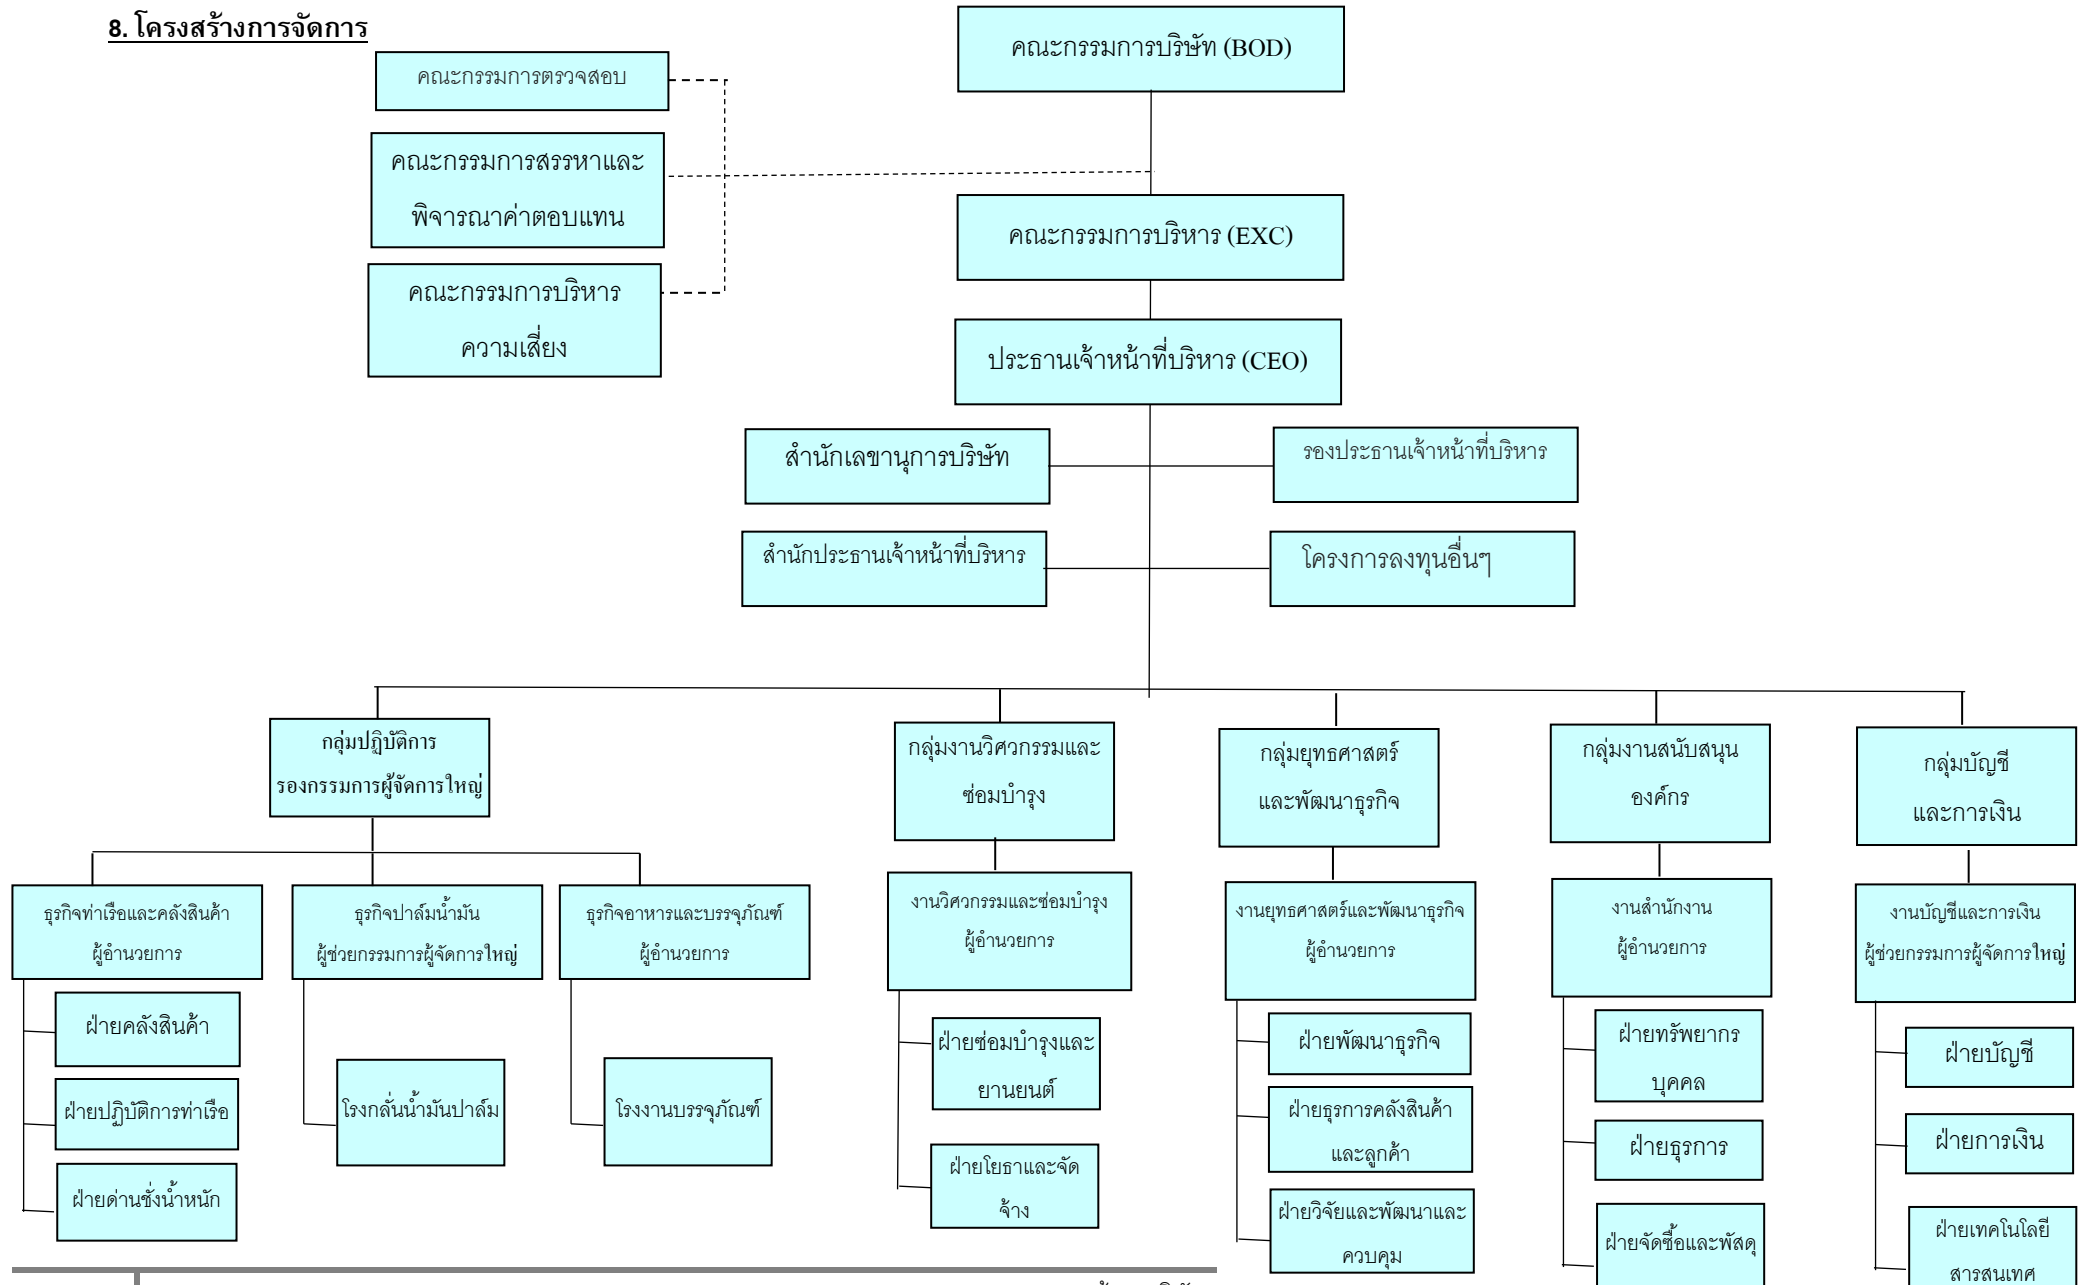 8. โครงสร้างการจัดการ
คณะกรรมการบริษัท (BOD)
คณะกรรมการตรวจสอบ
คณะกรรมการสรรหาและ
พิจารณาค่าตอบแทน
คณะกรรมการบริหาร (EXC)
คณะกรรมการบริหาร
ความเสี่ยง
ประธานเจ้าหน้าที่บริหาร (CEO)
สำนักเลขานุการบริษัท
รองประธานเจ้าหน้าที่บริหาร
สำนักประธานเจ้าหน้าที่บริหาร
โครงการลงทุนอื่นๆ
กลุ่มปฏิบัติการ
รองกรรมการผู้จัดการใหญ่
กลุ่มงานวิศวกรรมและ
ซ่อมบำรุง
กลุ่มยุทธศาสตร์
และพัฒนาธุรกิจ
กลุ่มงานสนับสนุน
องค์กร
กลุ่มบัญชี
และการเงิน
ธุรกิจท่าเรือและคลังสินค้า
ผู้อำนวยการ
ธุรกิจปาล์มน้ำมัน
ผู้ช่วยกรรมการผู้จัดการใหญ่
ธุรกิจอาหารและบรรจุภัณฑ์
ผู้อำนวยการ
งานวิศวกรรมและซ่อมบำรุง
ผู้อำนวยการ
งานยุทธศาสตร์และพัฒนาธุรกิจ
ผู้อำนวยการ
งานสำนักงาน
ผู้อำนวยการ
งานบัญชีและการเงิน
ผู้ช่วยกรรมการผู้จัดการใหญ่
ฝ่ายคลังสินค้า
ฝ่ายปฏิบัติการท่าเรือ
ฝ่ายด่านชั่งน้ำหนัก
โรงกลั่นน้ำมันปาล์ม
โรงงานบรรจุภัณฑ์
ฝ่ายซ่อมบำรุงและ
ยานยนต์
ฝ่ายโยธาและจัด
จ้าง
ฝ่ายพัฒนาธุรกิจ
ฝ่ายธุรการคลังสินค้า
และลูกค้า
ฝ่ายวิจัยและพัฒนาและ
ควบคุม
ฝ่ายทรัพยากร
บุคคล
ฝ่ายธุรการ
ฝ่ายจัดซื้อและพัสดุ
ฝ่ายบัญชี
ฝ่ายการเงิน
ฝ่ายเทคโนโลยี
สารสนเทศ